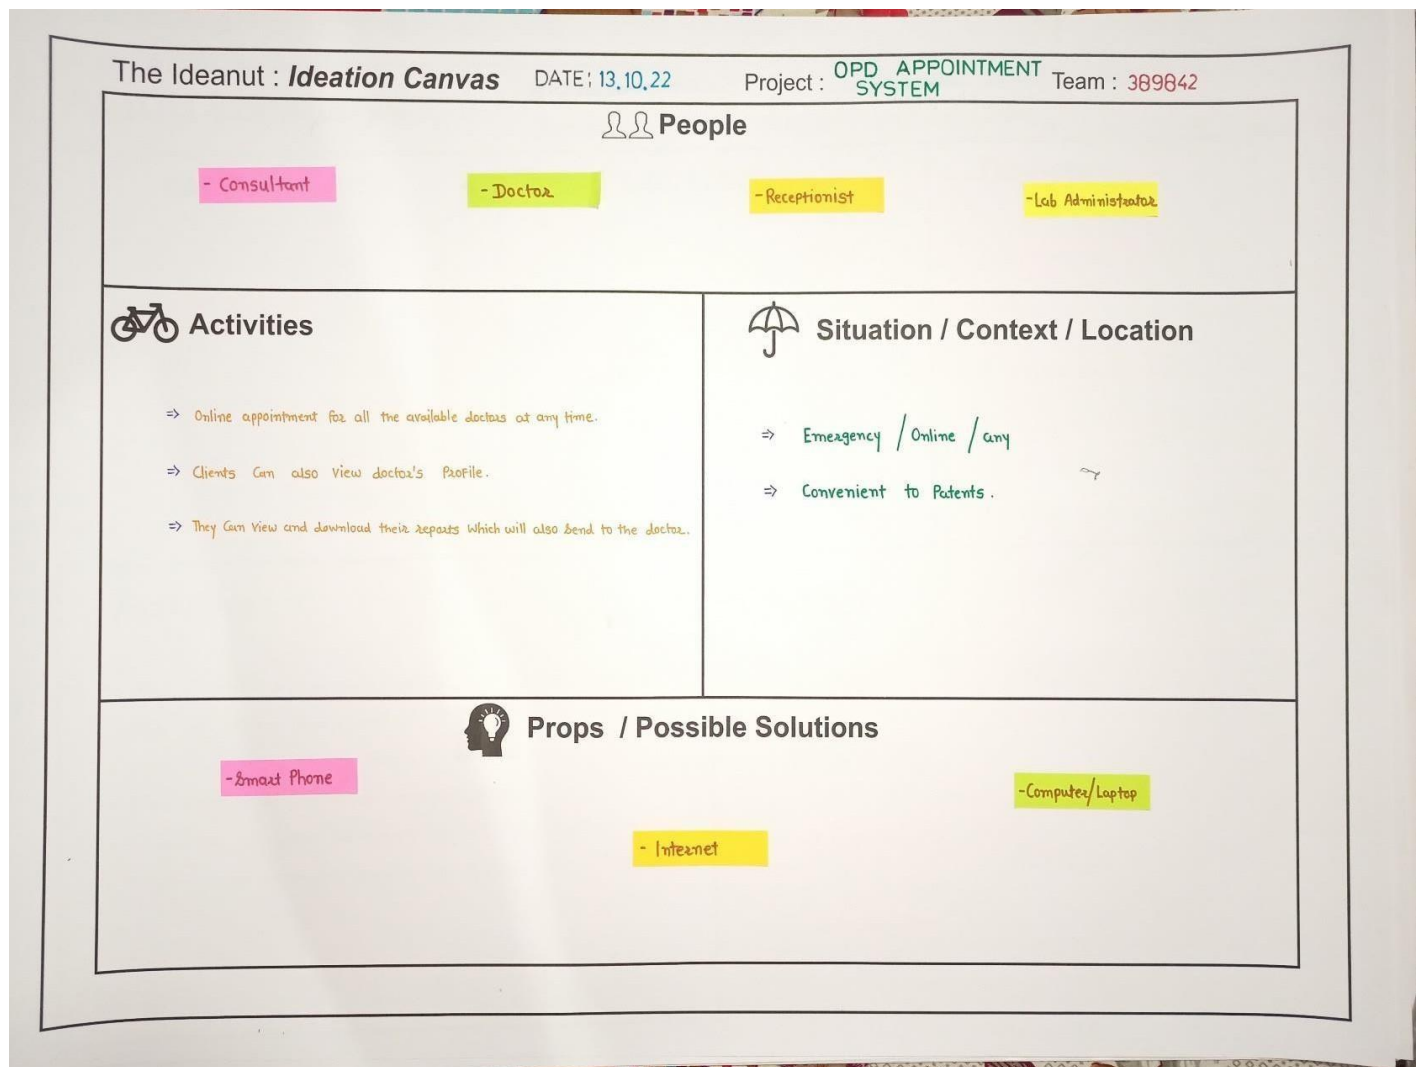 The Ideanut : Ideation Canvas DATE: 13.10.22 Project : OPD APPOINTMENT SYSTEM Team : 389842
People
- Consultant
- Doctor
- Receptionist
- Lab Administrator
Activities
⇒ Online appointment for all the available doctors at any time.
⇒ Clients Can also View doctor's Profile.
⇒ They Can View and download their reports Which will also Send to the doctor.
Situation / Context / Location
⇒ Emergency / Online / any
⇒ Convenient to Patents .
Props / Possible Solutions
- Smart Phone
- Internet
- Computer/Laptop